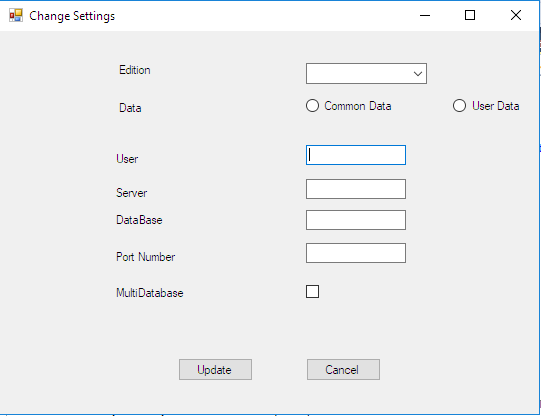 Change Settings
Edition
Data Common Data User Data
User
Server
DataBase
Port Number
MultiDatabase
Update Cancel